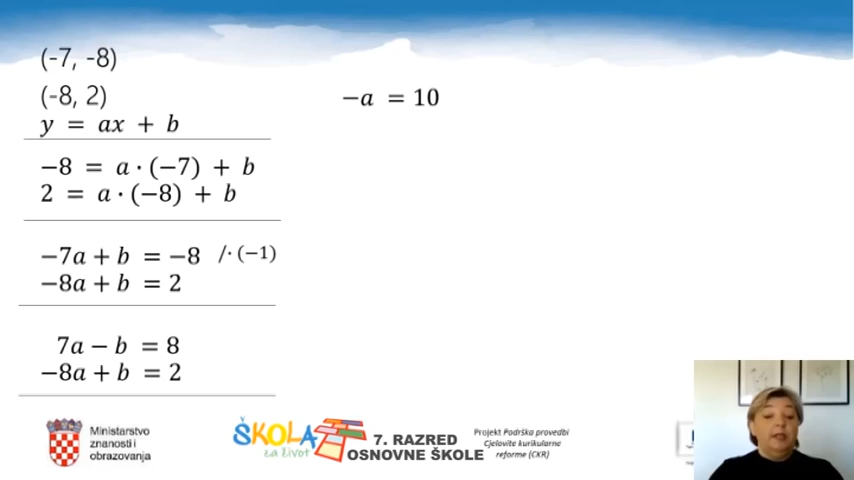 (-7, -8)
(-8, 2)
y = ax + b
−8 = a · (−7) + b
2 = a · (−8) + b
−7a + b = −8 /· (−1)
−8a + b = 2
7a − b = 8
−8a + b = 2
−a = 10
Ministarstvo
znanosti i
obrazovanja
ŠKOLA
za život
7. RAZRED
OSNOVNE ŠKOLE
Projekt Podrška provedbi
Cjelovite kurikularne
reforme (CKR)